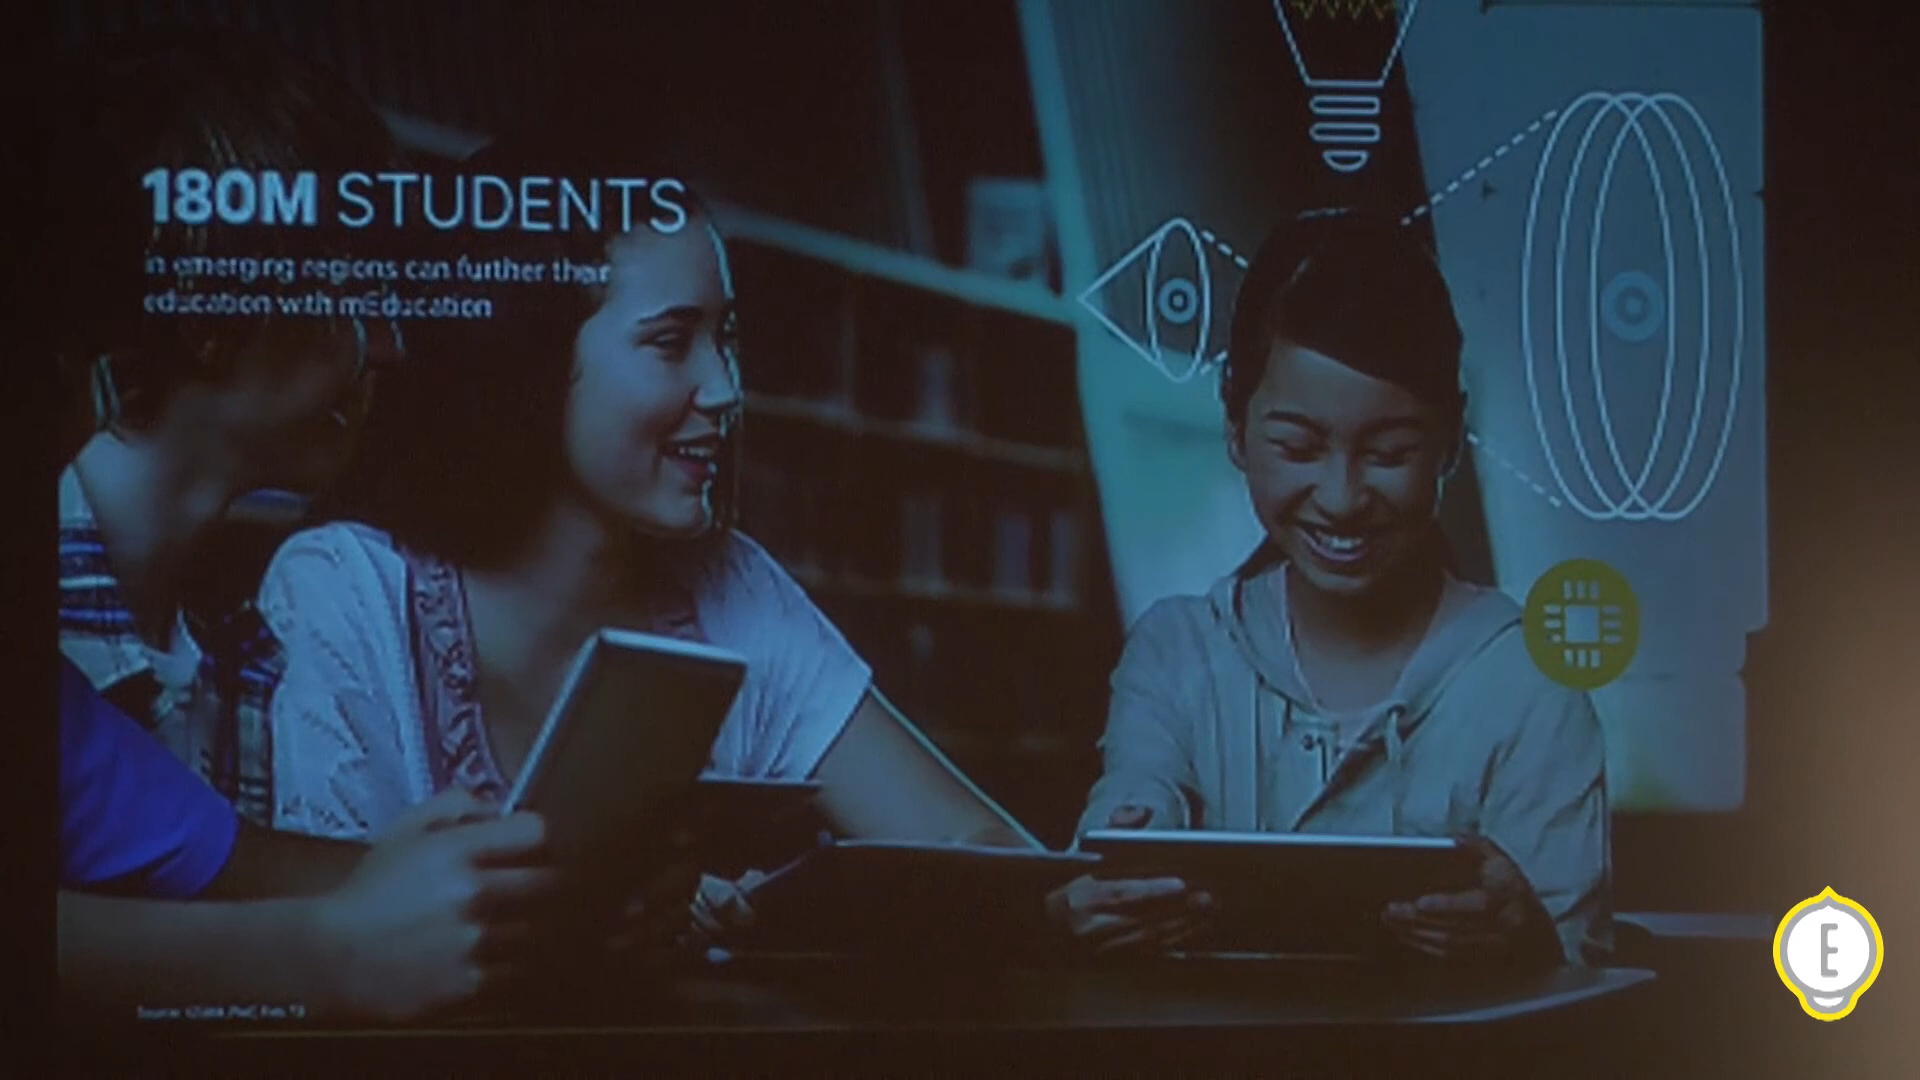 180M STUDENTS
in emerging regions can further their
education with mEducation
E